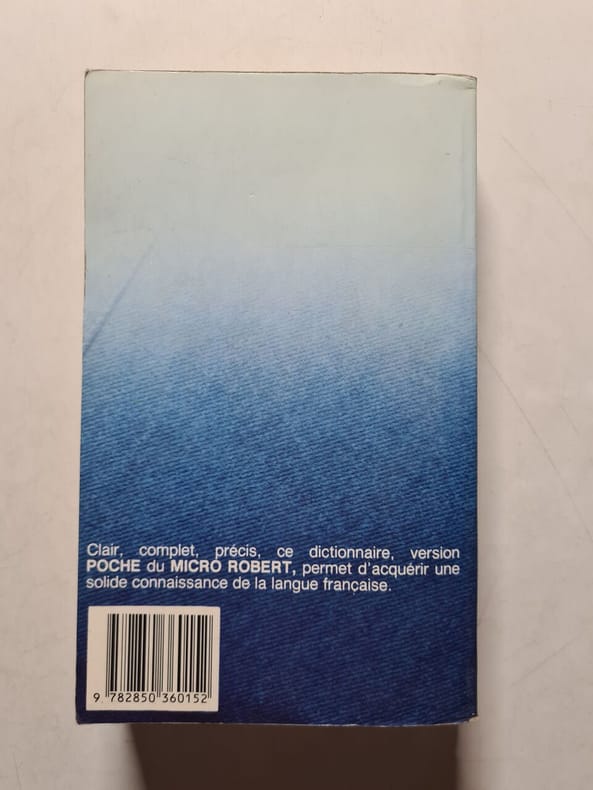 Clair, complet, précis, ce dictionnaire, version
POCHE du MICRO ROBERT, permet d'acquérir une
solide connaissance de la langue française.
9 782850 360152